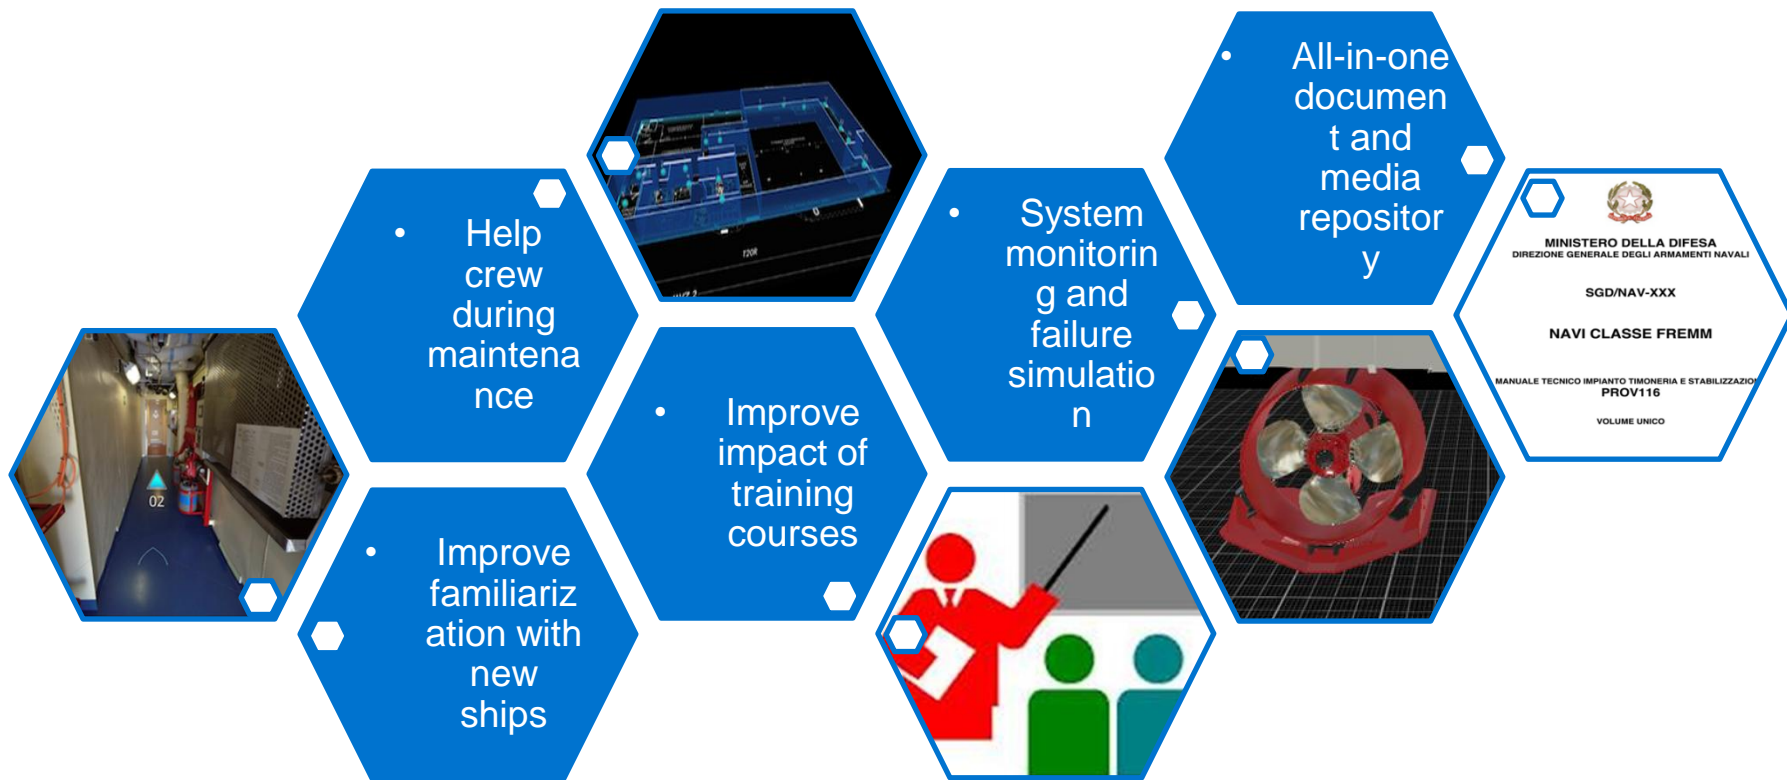 • Help
crew
during
maintena
nce
• Improve
familiariz
ation with
new
ships
• Improve
impact of
training
courses
• System
monitorin
g and
failure
simulatio
n
• All-in-one
documen
t and
media
repositor
y
02
120R
MINISTERO DELLA DIFESA
DIREZIONE GENERALE DEGLI ARMAMENTI NAVALI
SGD/NAV-XXX
NAVI CLASSE FREMM
MANUALE TECNICO IMPIANTO TIMONERIA E STABILIZZAZIO
PROV116
VOLUME UNICO